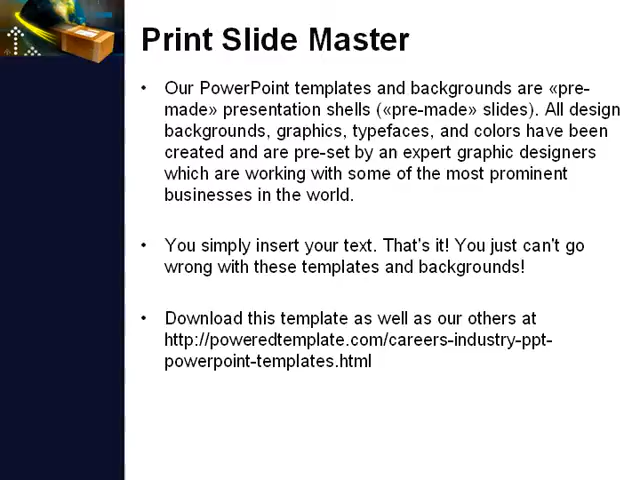 Print Slide Master
• Our PowerPoint templates and backgrounds are «pre-
made» presentation shells («pre-made» slides). All design
backgrounds, graphics, typefaces, and colors have been
created and are pre-set by an expert graphic designers
which are working with some of the most prominent
businesses in the world.
• You simply insert your text. That's it! You just can't go
wrong with these templates and backgrounds!
• Download this template as well as our others at
http://poweredtemplate.com/careers-industry-ppt-
powerpoint-templates.html